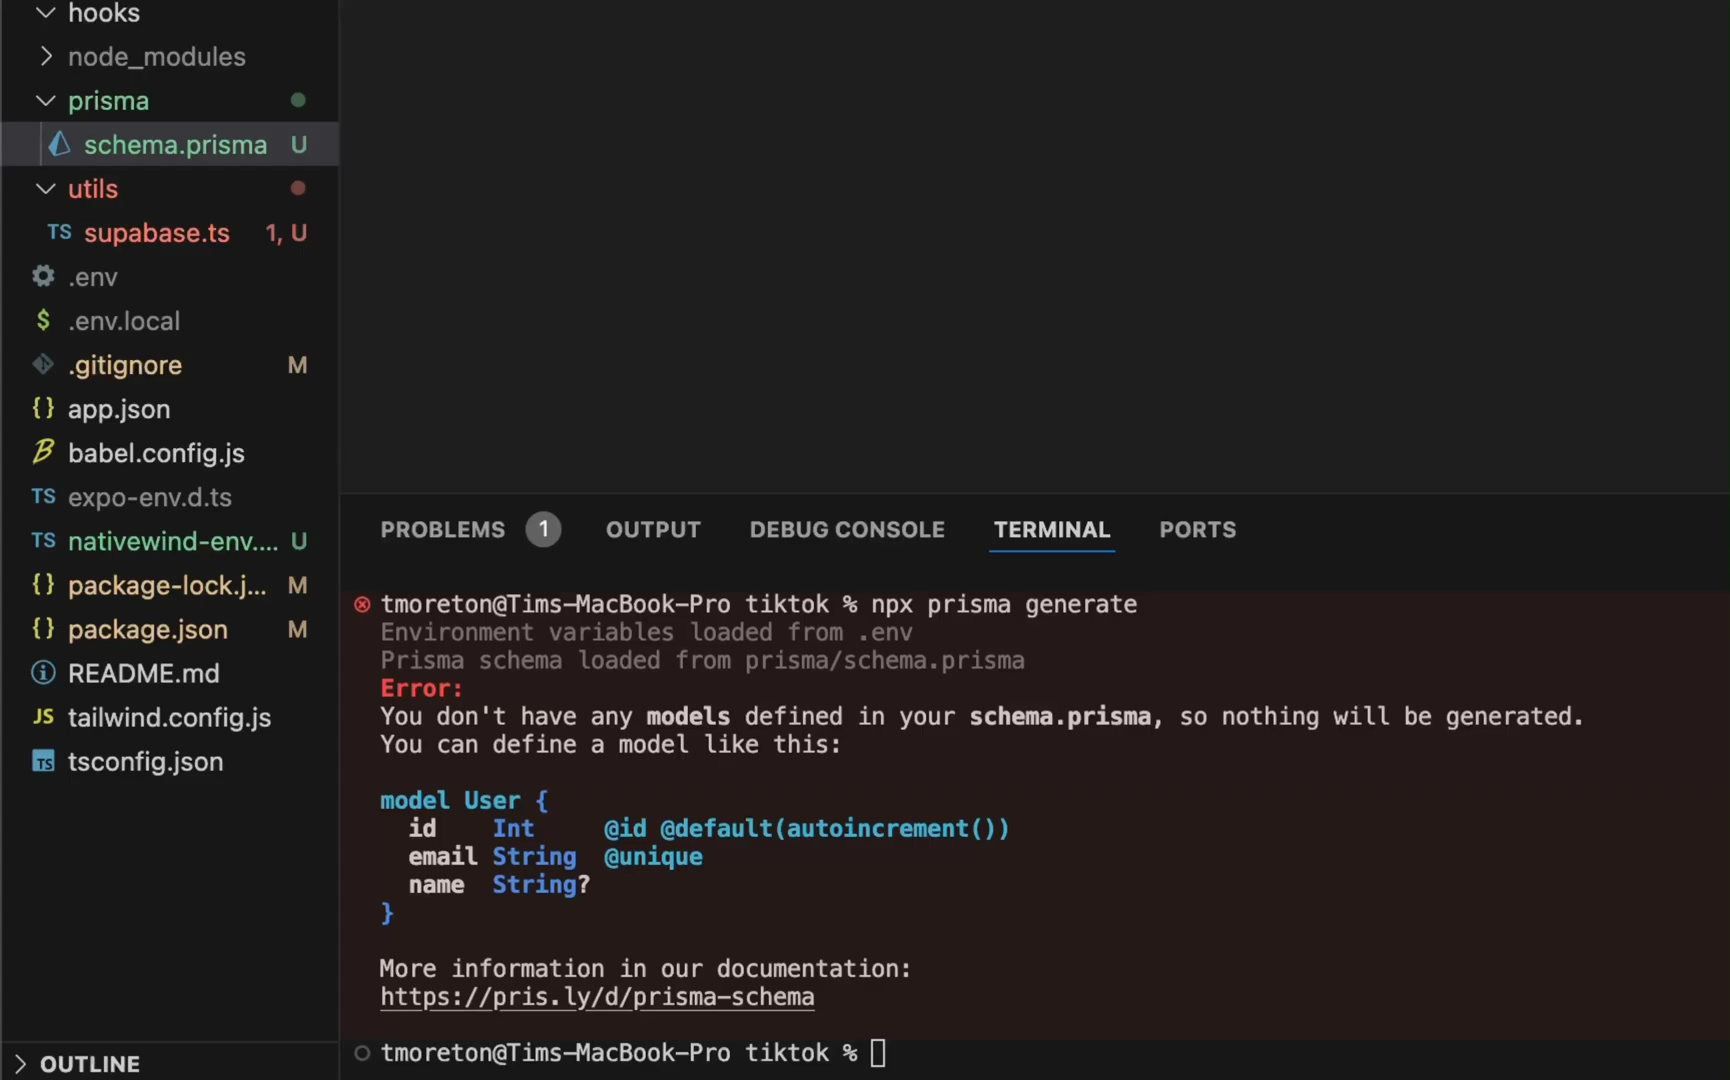 hooks
node_modules
prisma
schema.prisma U
utils
TS supabase.ts 1, U
.env
$ .env.local
.gitignore M
{} app.json
B babel.config.js
TS expo-env.d.ts
TS nativewind-env.... U
{} package-lock.j... M
{} package.json M
README.md
JS tailwind.config.js
TS tsconfig.json
OUTLINE
PROBLEMS 1 OUTPUT DEBUG CONSOLE TERMINAL PORTS
tmoreton@Tims-MacBook-Pro tiktok % npx prisma generate
Environment variables loaded from .env
Prisma schema loaded from prisma/schema.prisma
Error:
You don't have any models defined in your schema.prisma, so nothing will be generated.
You can define a model like this:
model User {
id Int @id @default(autoincrement())
email String @unique
name String?
}
More information in our documentation:
https://pris.ly/d/prisma-schema
tmoreton@Tims-MacBook-Pro tiktok %